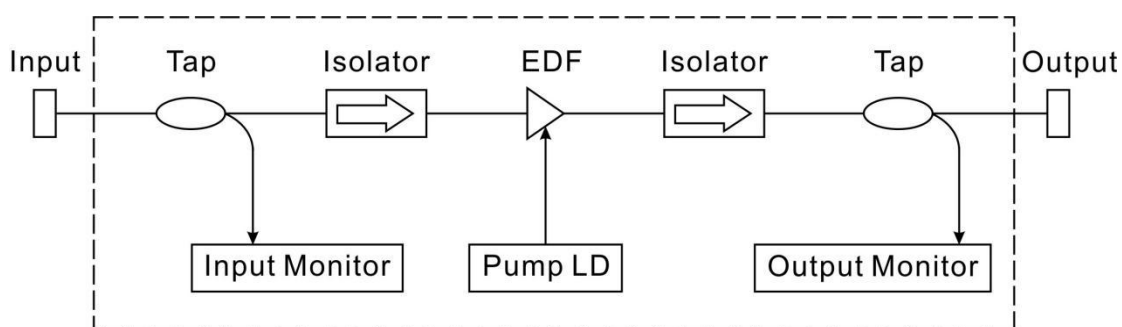 Input
Tap
Isolator
EDF
Isolator
Tap
Output
Input Monitor
Pump LD
Output Monitor